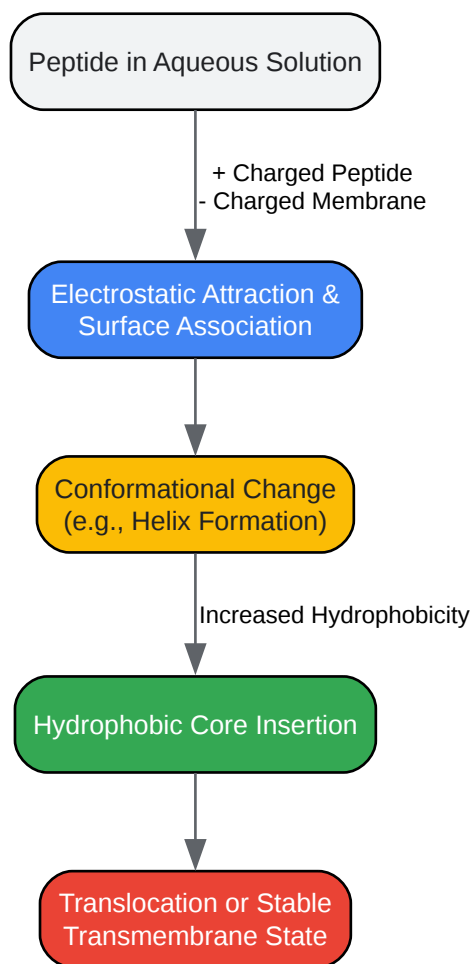 Peptide in Aqueous Solution
+ Charged Peptide
- Charged Membrane
Electrostatic Attraction &
Surface Association
Conformational Change
(e.g., Helix Formation)
Increased Hydrophobicity
Hydrophobic Core Insertion
Translocation or Stable
Transmembrane State